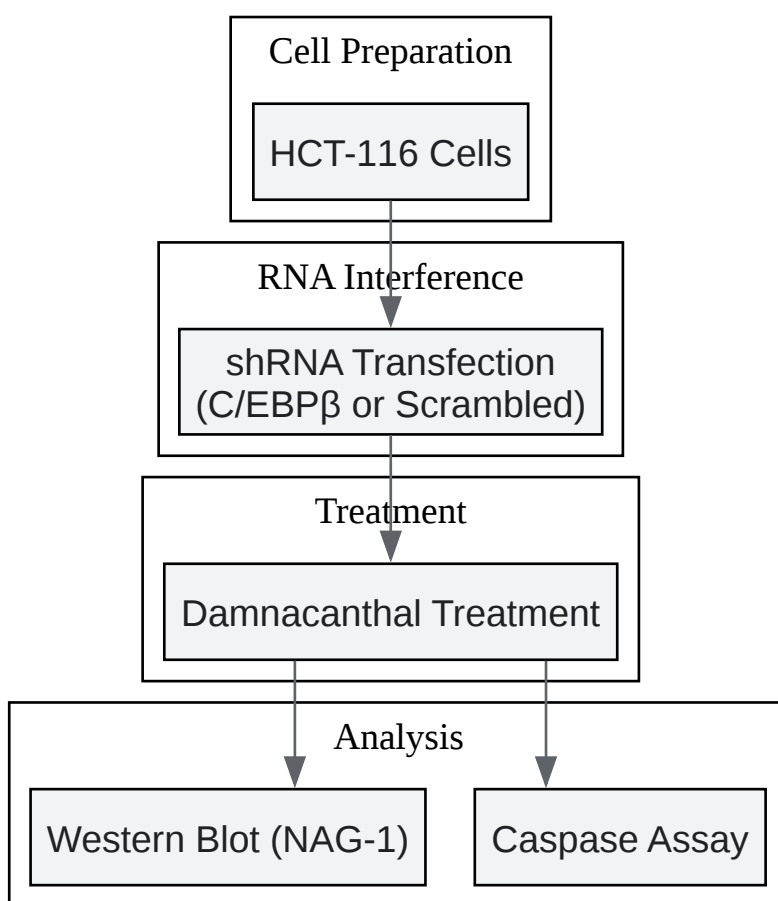 Cell Preparation
HCT-116 Cells
RNA Interference
shRNA Transfection
(C/EBPβ or Scrambled)
Treatment
Damnacanthal Treatment
Analysis
Western Blot (NAG-1)
Caspase Assay